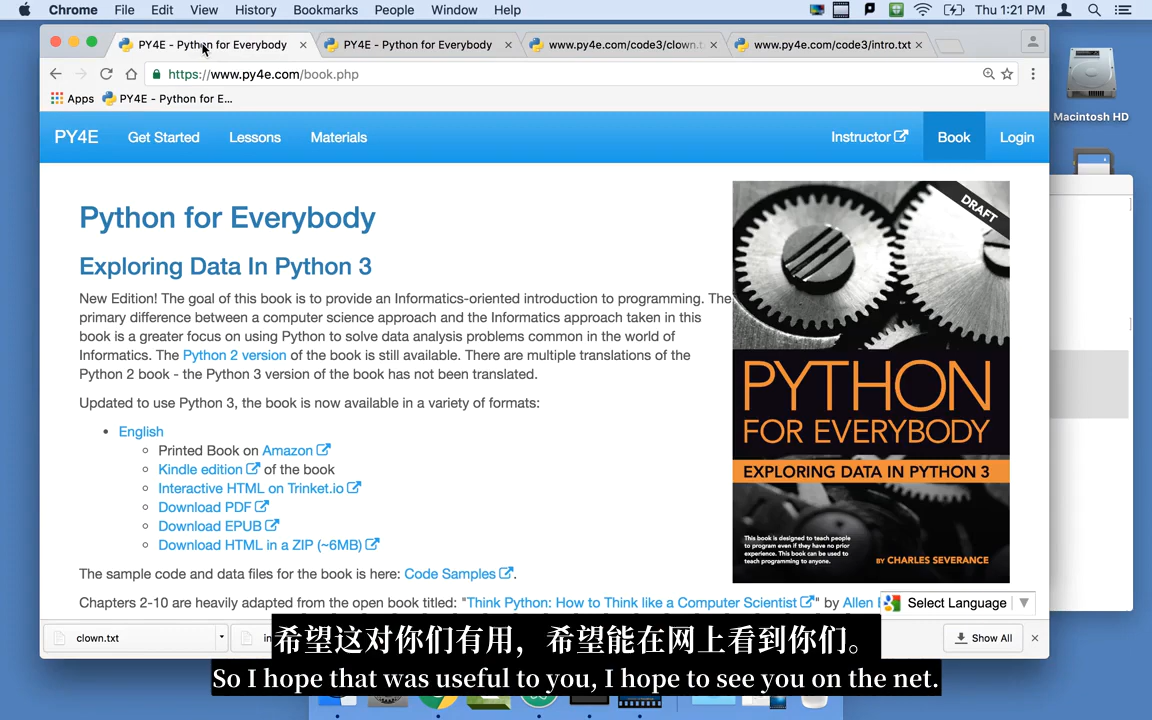 Chrome File Edit View History Bookmarks People Window Help Thu 1:21 PM
PY4E - Python for Everybody × PY4E - Python for Everybody × www.py4e.com/code3/clown.t × www.py4e.com/code3/intro.txt ×
https://www.py4e.com/book.php
Apps PY4E - Python for E...
Macintosh HD
PY4E Get Started Lessons Materials Instructor Book Login
Python for Everybody
Exploring Data In Python 3
New Edition! The goal of this book is to provide an Informatics-oriented introduction to programming. The
primary difference between a computer science approach and the Informatics approach taken in this
book is a greater focus on using Python to solve data analysis problems common in the world of
Informatics. The Python 2 version of the book is still available. There are multiple translations of the
Python 2 book - the Python 3 version of the book has not been translated.
Updated to use Python 3, the book is now available in a variety of formats:
• English
Printed Book on Amazon
Kindle edition of the book
Interactive HTML on Trinket.io
Download PDF
Download EPUB
Download HTML in a ZIP (~6MB)
The sample code and data files for the book is here: Code Samples.
Chapters 2-10 are heavily adapted from the open book titled: "Think Python: How to Think like a Computer Scientist" by Allen
DRAFT
PYTHON
FOR EVERYBODY
EXPLORING DATA IN PYTHON 3
This book is designed to teach people
to program even if they have no prior
experience. This book can be used to
teach programming to anyone.
BY CHARLES SEVERANCE
Select Language ▼
clown.txt in Show All ×
希望这对你们有用，希望能在网上看到你们。
So I hope that was useful to you, I hope to see you on the net.